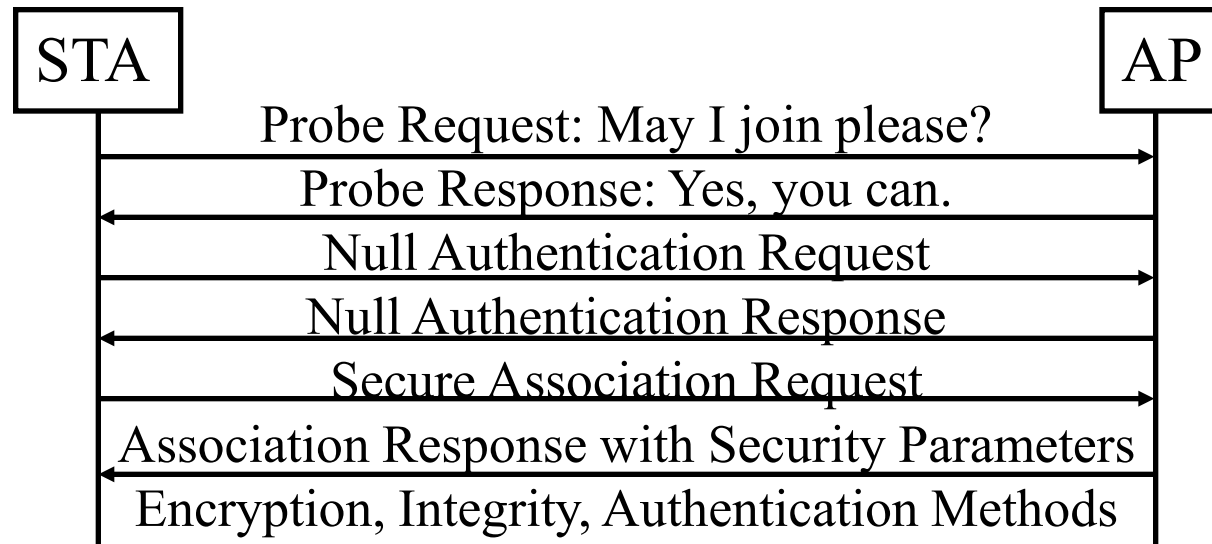 STA
AP
Probe Request: May I join please?
Probe Response: Yes, you can.
Null Authentication Request
Null Authentication Response
Secure Association Request
Association Response with Security Parameters
Encryption, Integrity, Authentication Methods